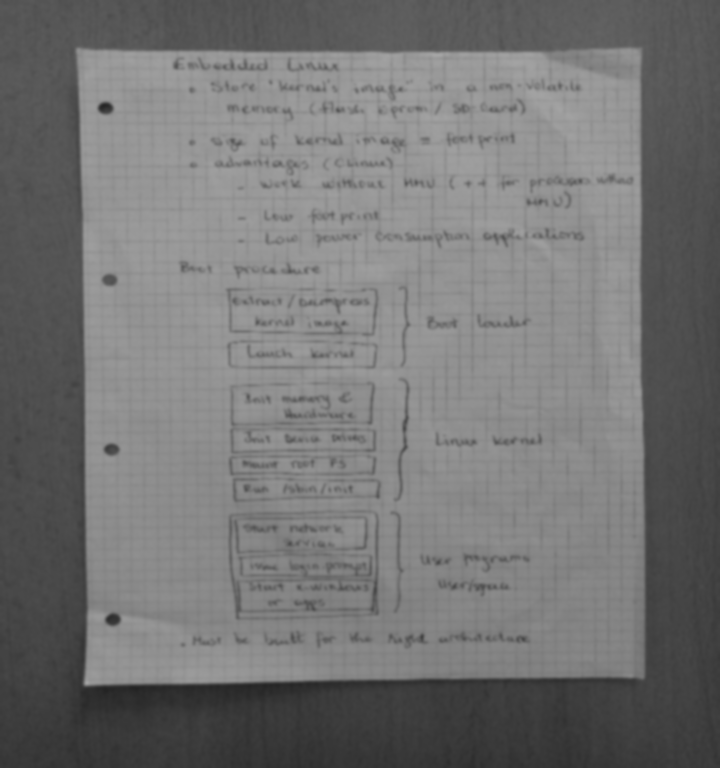 Embedded Linux
• Store "Kernel's image" in a non-volatile
memory (flash Eprom / SD-Card)
• size of kernel image = footprint
• advantages (CLinux)
- work without MMU (++ for processors without
MMU)
- Low footprint
- Low power consumption applications
Boot procedure
Extract / Decompress
kernel image
Launch kernel
Boot loader
Init memory &
Hardware
Init Device Drivers
Mount root FS
Run /sbin/init
Linux kernel
Start network
services
issue login prompt
Start x-windows
or apps
User programs
Userspace
• Must be built for the right architecture